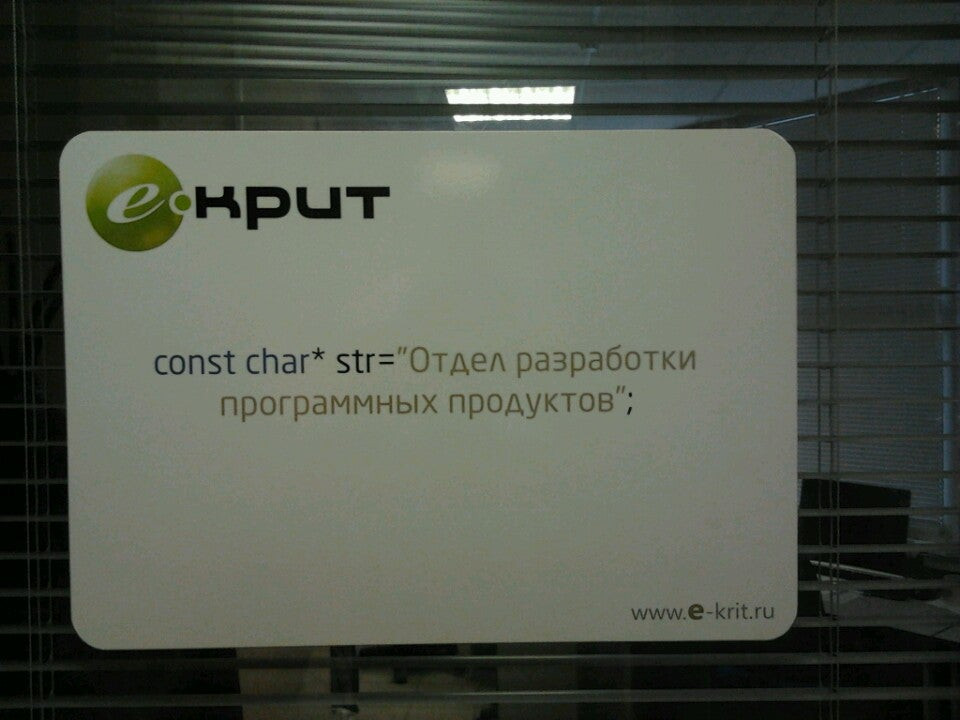 e·крит
const char* str="Отдел разработки
программных продуктов";
www.e-krit.ru